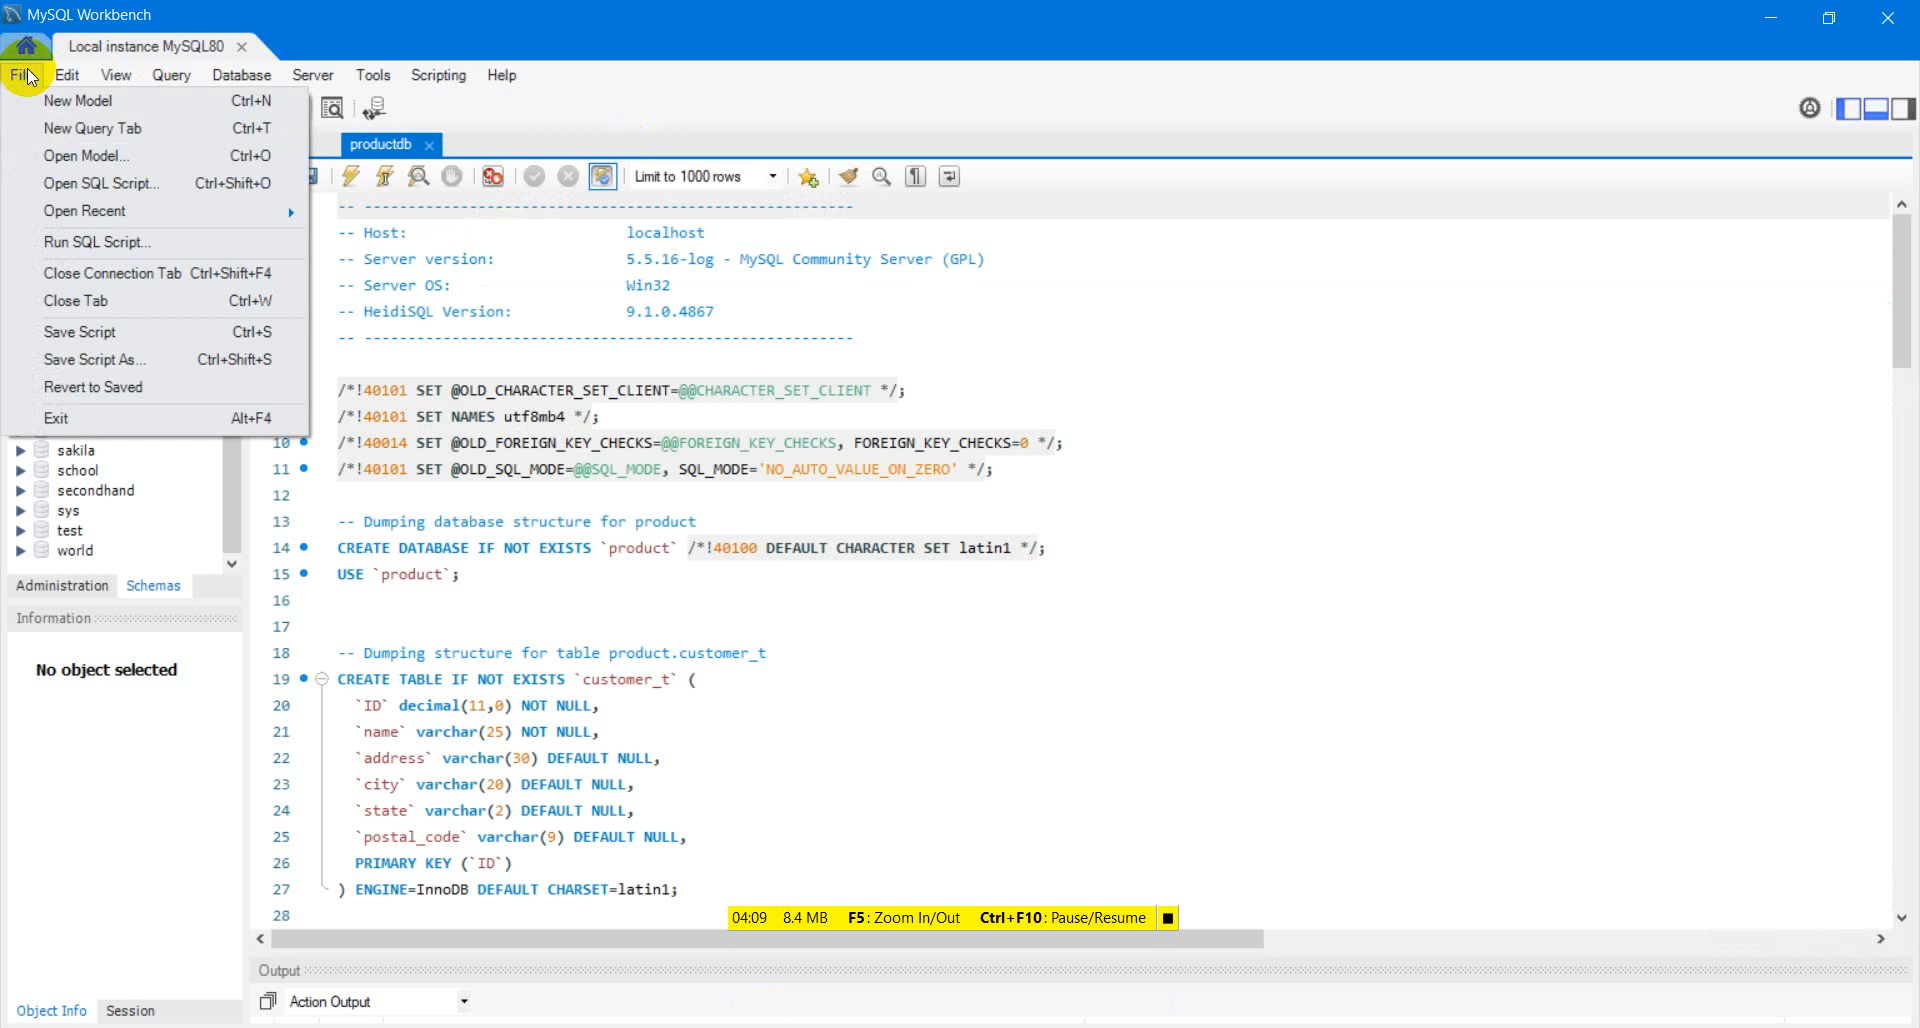 MySQL Workbench
Local instance MySQL80
File Edit View Query Database Server Tools Scripting Help
New Model Ctrl+N
New Query Tab Ctrl+T
Open Model... Ctrl+O
Open SQL Script... Ctrl+Shift+O
Open Recent
Run SQL Script...
Close Connection Tab Ctrl+Shift+F4
Close Tab Ctrl+W
Save Script Ctrl+S
Save Script As... Ctrl+Shift+S
Revert to Saved
Exit Alt+F4
productdb
Limit to 1000 rows
-- --------------------------------------------------------
-- Host: localhost
-- Server version: 5.5.16-log - MySQL Community Server (GPL)
-- Server OS: Win32
-- HeidiSQL Version: 9.1.0.4867
-- --------------------------------------------------------
/*!40101 SET @OLD_CHARACTER_SET_CLIENT=@@CHARACTER_SET_CLIENT */;
/*!40101 SET NAMES utf8mb4 */;
10 /*!40014 SET @OLD_FOREIGN_KEY_CHECKS=@@FOREIGN_KEY_CHECKS, FOREIGN_KEY_CHECKS=0 */;
11 /*!40101 SET @OLD_SQL_MODE=@@SQL_MODE, SQL_MODE='NO_AUTO_VALUE_ON_ZERO' */;
12
13 -- Dumping database structure for product
14 CREATE DATABASE IF NOT EXISTS `product` /*!40100 DEFAULT CHARACTER SET latin1 */;
15 USE `product`;
16
17
18 -- Dumping structure for table product.customer_t
19 CREATE TABLE IF NOT EXISTS `customer_t` (
20 `ID` decimal(11,0) NOT NULL,
21 `name` varchar(25) NOT NULL,
22 `address` varchar(30) DEFAULT NULL,
23 `city` varchar(20) DEFAULT NULL,
24 `state` varchar(2) DEFAULT NULL,
25 `postal_code` varchar(9) DEFAULT NULL,
26 PRIMARY KEY (`ID`)
27 ) ENGINE=InnoDB DEFAULT CHARSET=latin1;
28
sakila
school
secondhand
sys
test
world
Administration Schemas
Information
No object selected
Object Info Session
04:09 8.4 MB F5: Zoom In/Out Ctrl+F10: Pause/Resume
Output
Action Output